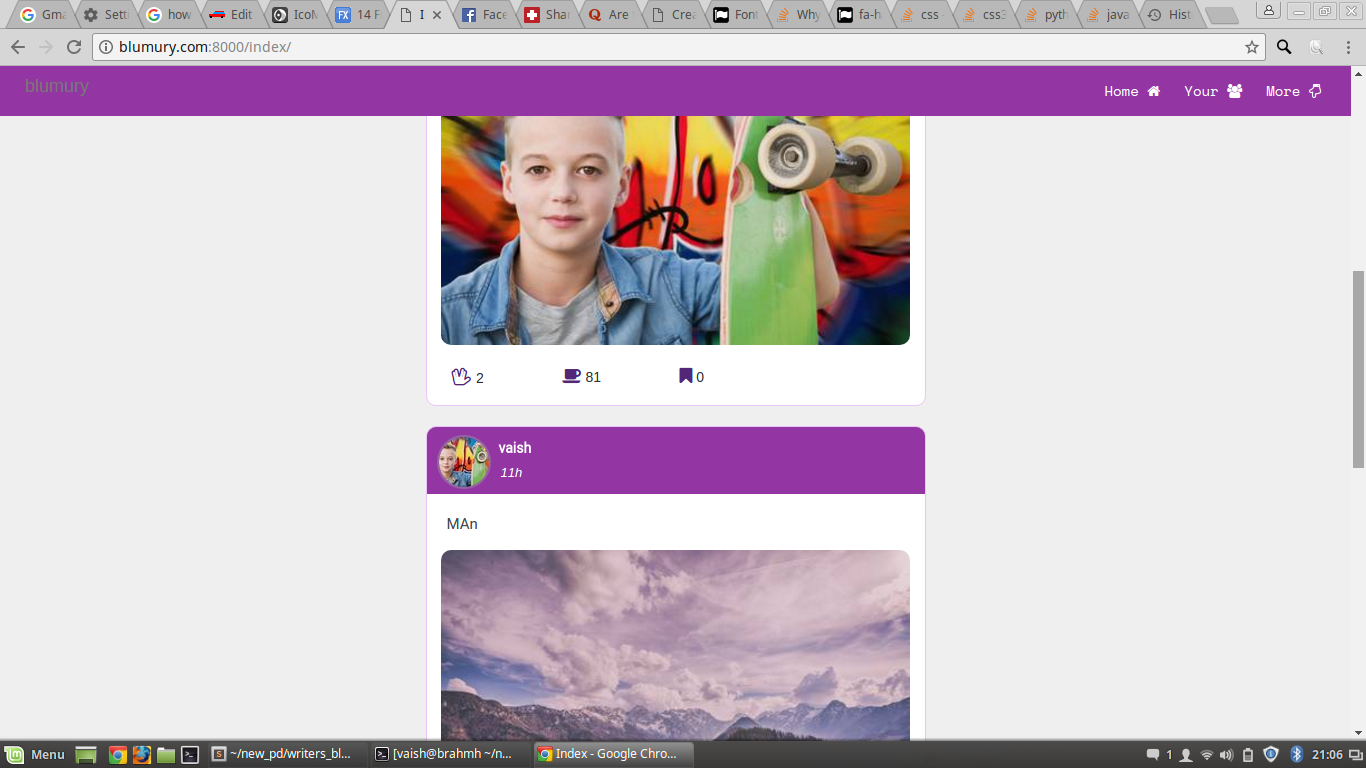 Gma
Sett
how
Edit
IcoM
14 F
I
Face
Shar
Are
Crea
Font
Why
fa-h
css -
css3
pyth
java
Hist
blumury.com:8000/index/
blumury
Home
Your
More
2
81
0
vaish
11h
MAn
Menu
~/new_pd/writers_bl...
[vaish@brahmh ~/n...
Index - Google Chro...
1
21:06